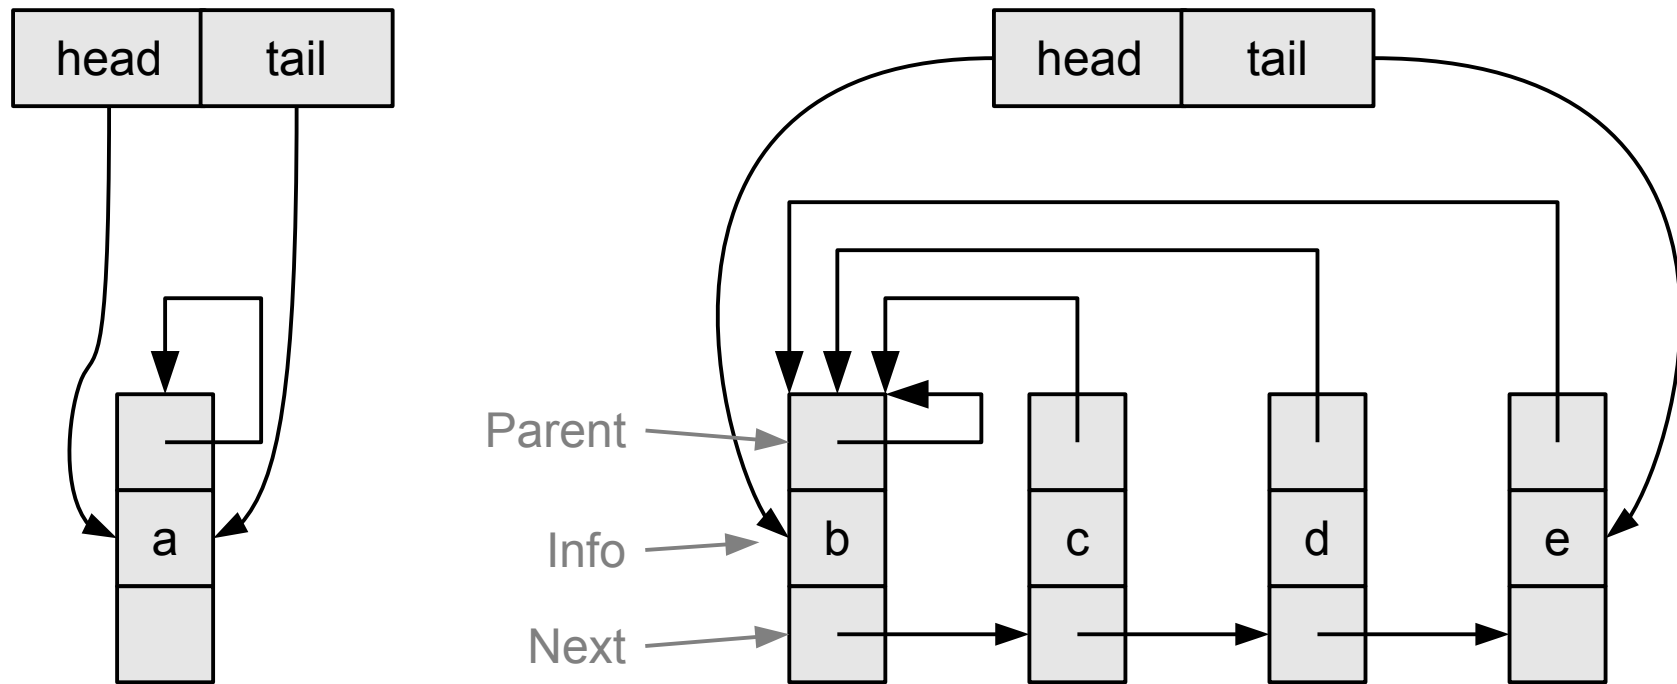 head tail
head tail
Parent
Info
Next
a
b
c
d
e